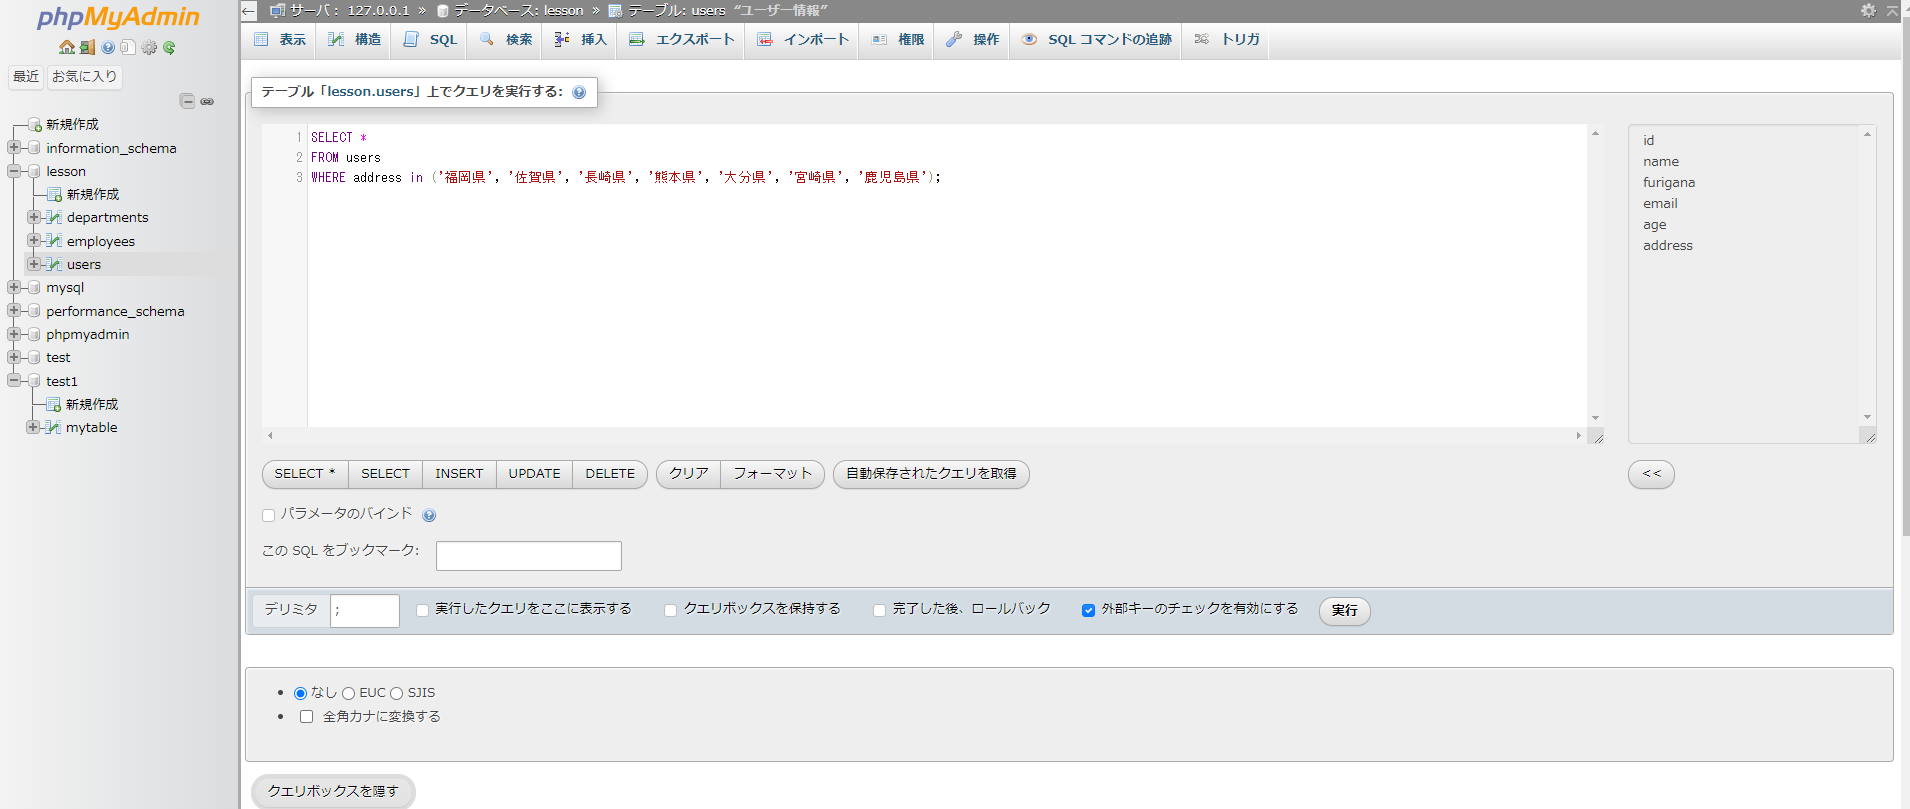 phpMyAdmin
最近 お気に入り
新規作成
information_schema
lesson
新規作成
departments
employees
users
mysql
performance_schema
phpmyadmin
test
test1
新規作成
mytable
サーバ: 127.0.0.1 » データベース: lesson » テーブル: users “ユーザー情報”
表示 構造 SQL 検索 挿入 エクスポート インポート 権限 操作 SQL コマンドの追跡 トリガ
テーブル「lesson.users」上でクエリを実行する:
1 SELECT *
2 FROM users
3 WHERE address in ('福岡県', '佐賀県', '長崎県', '熊本県', '大分県', '宮崎県', '鹿児島県');
id
name
furigana
email
age
address
SELECT * SELECT INSERT UPDATE DELETE クリア フォーマット 自動保存されたクエリを取得 <<
パラメータのバインド
この SQL をブックマーク:
デリミタ ; 実行したクエリをここに表示する クエリボックスを保持する 完了した後、ロールバック 外部キーのチェックを有効にする 実行
なし EUC SJIS
全角カナに変換する
クエリボックスを隠す